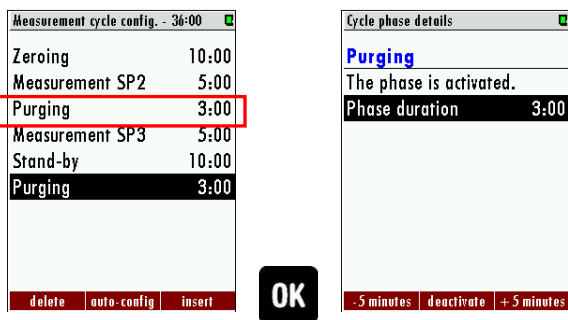 Measurement cycle config. - 36:00
Zeroing 10:00
Measurement SP2 5:00
Purging 3:00
Measurement SP3 5:00
Stand-by 10:00
Purging 3:00
delete auto-config insert
OK
Cycle phase details
Purging
The phase is activated.
Phase duration 3:00
-5 minutes deactivate +5 minutes